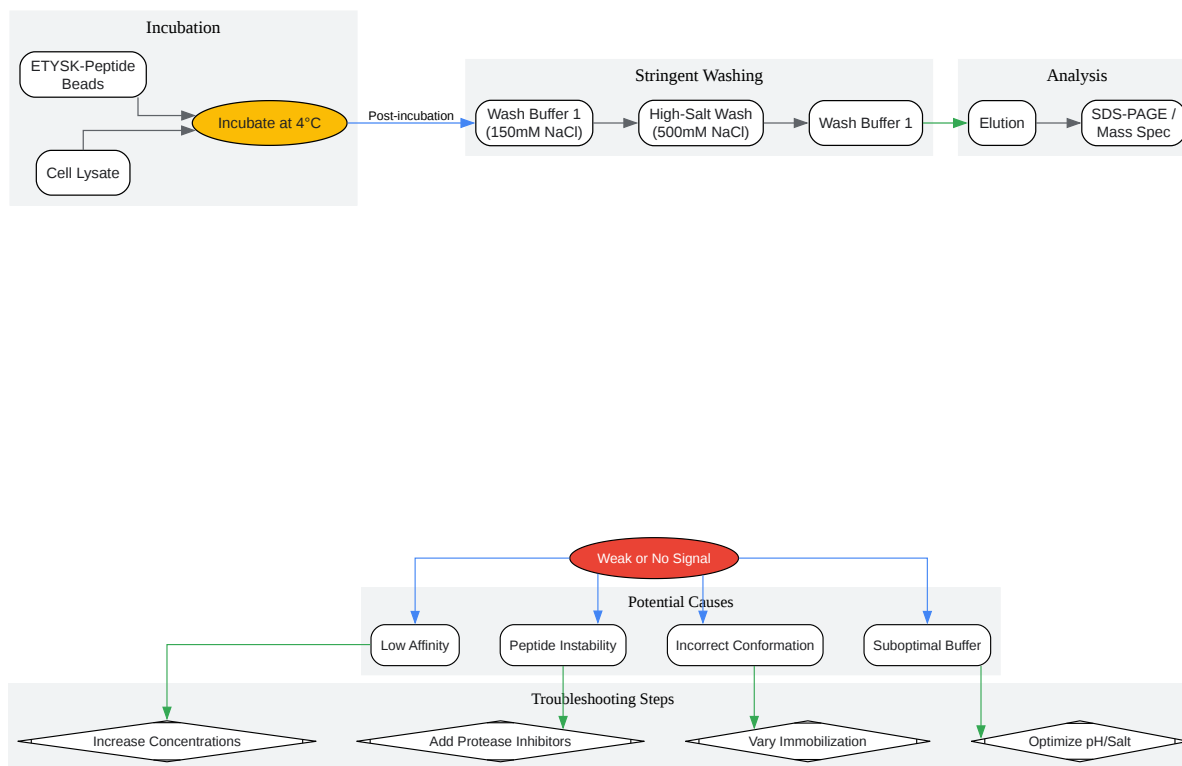 Incubation
ETYSK-Peptide
Beads
Incubate at 4°C
Cell Lysate
Post-incubation
Stringent Washing
Wash Buffer 1
(150mM NaCl)
High-Salt Wash
(500mM NaCl)
Wash Buffer 1
Analysis
Elution
SDS-PAGE /
Mass Spec
Weak or No Signal
Potential Causes
Low Affinity
Peptide Instability
Incorrect Conformation
Suboptimal Buffer
Troubleshooting Steps
Increase Concentrations
Add Protease Inhibitors
Vary Immobilization
Optimize pH/Salt